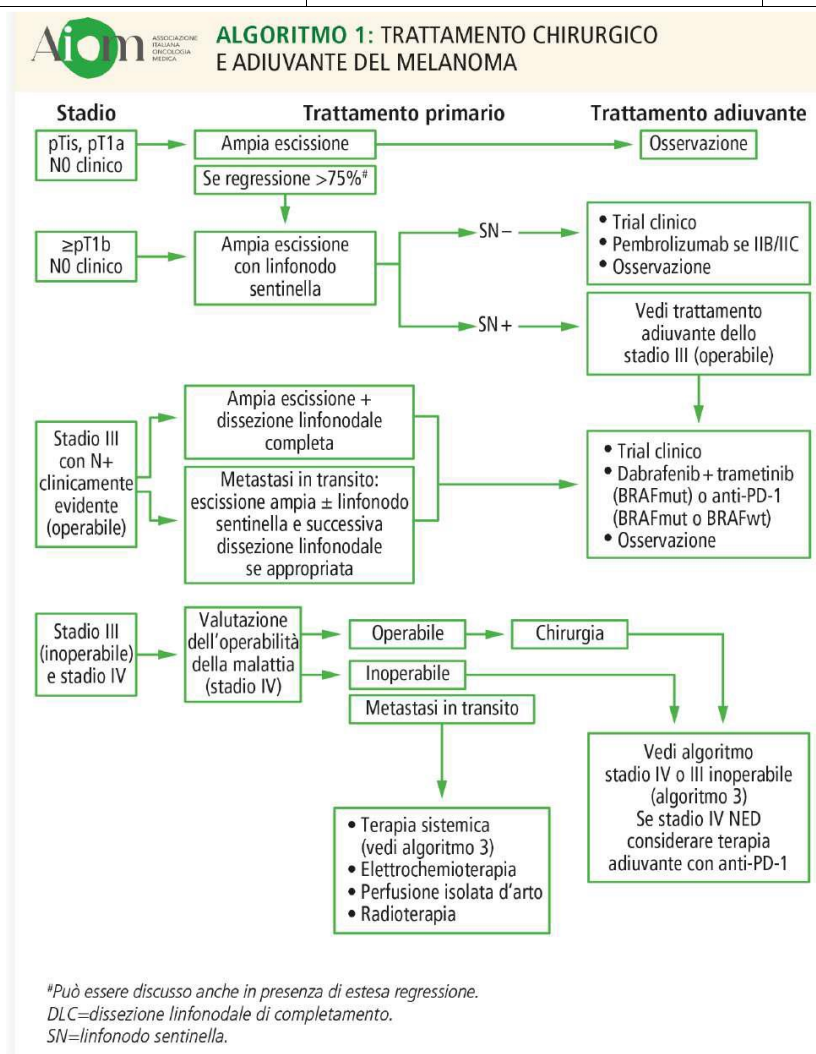 Aiom
ASSOCIAZIONE
ITALIANA
ONCOLOGIA
MEDICA
ALGORITMO 1: TRATTAMENTO CHIRURGICO
E ADIUVANTE DEL MELANOMA
Stadio
Trattamento primario
Trattamento adiuvante
pTis, pT1a
N0 clinico
Ampia escissione
Osservazione
Se regressione >75%#
≥pT1b
N0 clinico
Ampia escissione
con linfonodo
sentinella
SN–
• Trial clinico
• Pembrolizumab se IIB/IIC
• Osservazione
SN+
Vedi trattamento
adiuvante dello
stadio III (operabile)
Stadio III
con N+
clinicamente
evidente
(operabile)
Ampia escissione +
dissezione linfonodale
completa
Metastasi in transito:
escissione ampia ± linfonodo
sentinella e successiva
dissezione linfonodale
se appropriata
• Trial clinico
• Dabrafenib + trametinib
(BRAFmut) o anti-PD-1
(BRAFmut o BRAFwt)
• Osservazione
Stadio III
(inoperabile)
e stadio IV
Valutazione
dell'operabilità
della malattia
(stadio IV)
Operabile
Chirurgia
Inoperabile
Metastasi in transito
• Terapia sistemica
(vedi algoritmo 3)
• Elettrochemioterapia
• Perfusione isolata d'arto
• Radioterapia
Vedi algoritmo
stadio IV o III inoperabile
(algoritmo 3)
Se stadio IV NED
considerare terapia
adiuvante con anti-PD-1
#Può essere discusso anche in presenza di estesa regressione.
DLC=dissezione linfonodale di completamento.
SN=linfonodo sentinella.